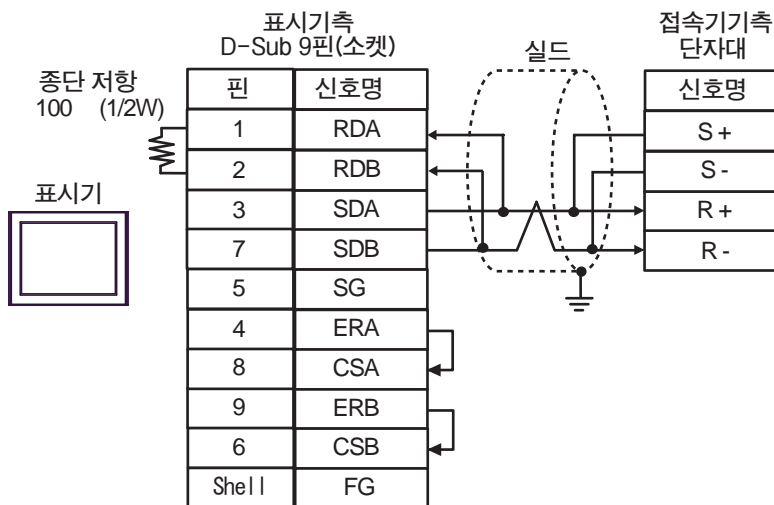 표시기측
D-Sub 9핀(소켓)
실드
접속기기측
단자대
종단 저항
100 (1/2W)
표시기
핀 신호명
1 RDA
2 RDB
3 SDA
7 SDB
5 SG
4 ERA
8 CSA
9 ERB
6 CSB
Shell FG
신호명
S +
S -
R +
R -